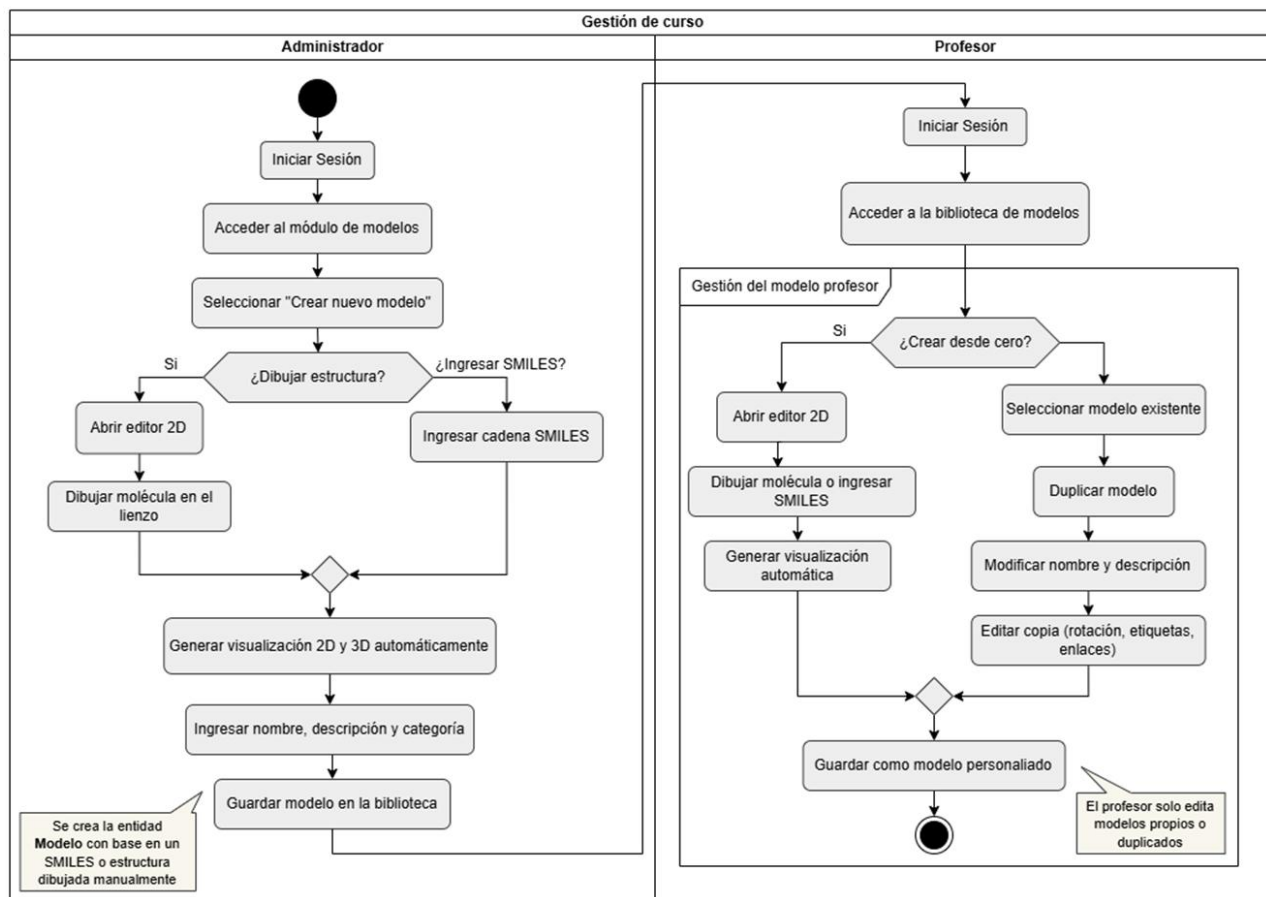 Gestión de curso
Administrador
Profesor
Iniciar Sesión
Acceder al módulo de modelos
Seleccionar "Crear nuevo modelo"
¿Dibujar estructura?
Si
¿Ingresar SMILES?
Abrir editor 2D
Ingresar cadena SMILES
Dibujar molécula en el
lienzo
Generar visualización 2D y 3D automáticamente
Ingresar nombre, descripción y categoría
Guardar modelo en la biblioteca
Se crea la entidad
Modelo con base en un
SMILES o estructura
dibujada manualmente
Iniciar Sesión
Acceder a la biblioteca de modelos
Gestión del modelo profesor
Si
¿Crear desde cero?
Abrir editor 2D
Seleccionar modelo existente
Dibujar molécula o ingresar
SMILES
Duplicar modelo
Generar visualización
automática
Modificar nombre y descripción
Editar copia (rotación, etiquetas,
enlaces)
Guardar como modelo personaliado
El profesor solo edita
modelos propios o
duplicados